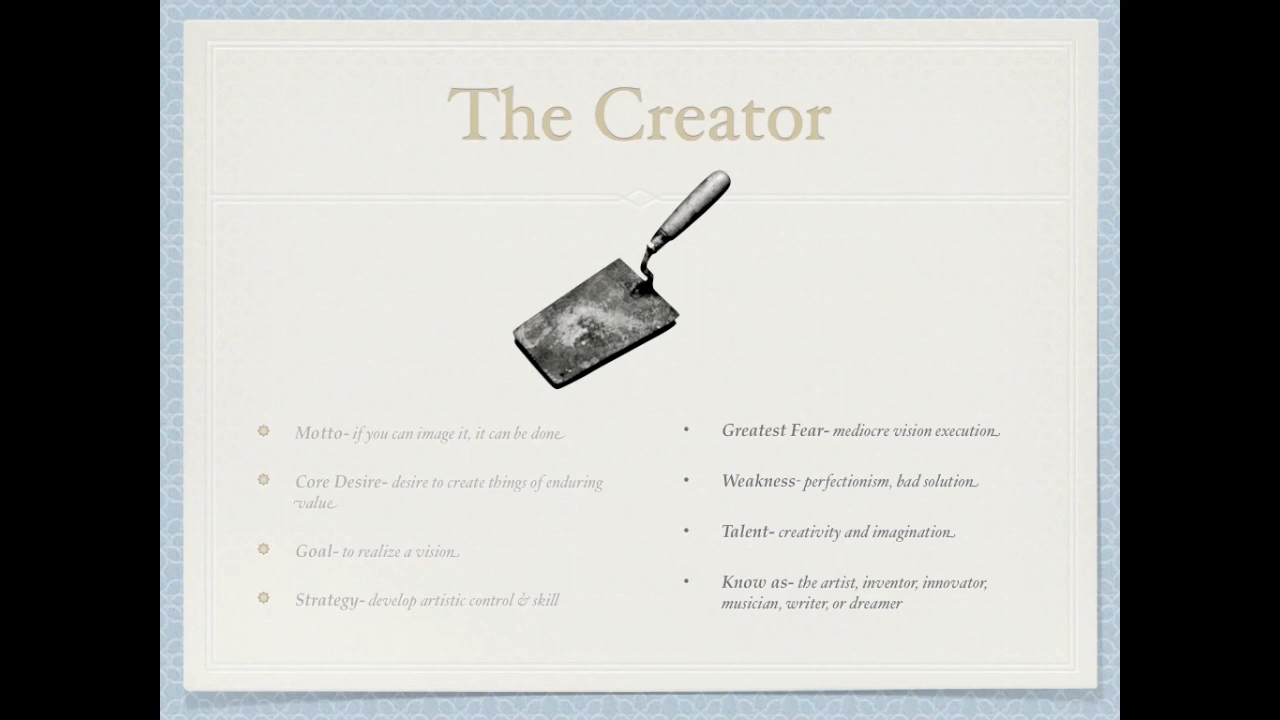 The Creator
Motto- if you can image it, it can be done
Core Desire- desire to create things of enduring
value
Goal- to realize a vision
Strategy- develop artistic control & skill
• Greatest Fear- mediocre vision execution
• Weakness- perfectionism, bad solution
• Talent- creativity and imagination
• Know as- the artist, inventor, innovator,
musician, writer, or dreamer